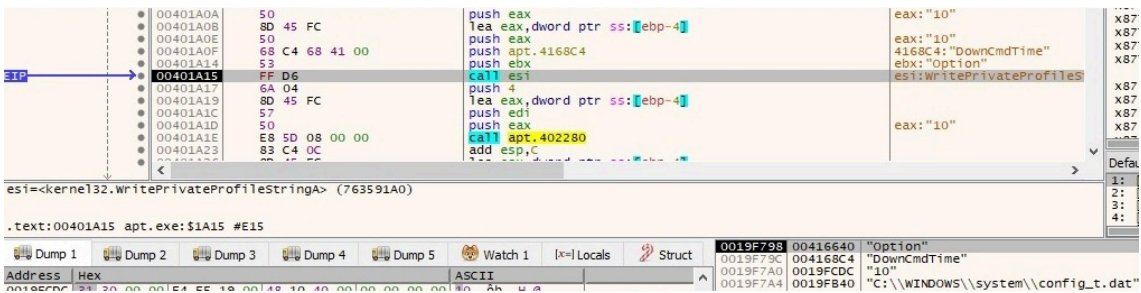 00401A0A 50 push eax eax:"10"
00401A0B 8D 45 FC lea eax,dword ptr ss:[ebp-4]
00401A0E 50 push eax eax:"10"
00401A0F 68 C4 68 41 00 push apt.4168C4 4168C4:"DownCmdTime"
00401A14 53 push ebx ebx:"Option"
EIP 00401A15 FF D6 call esi esi:WritePrivateProfileS
00401A17 6A 04 push 4
00401A19 8D 45 FC lea eax,dword ptr ss:[ebp-4]
00401A1C 57 push edi
00401A1D 50 push eax eax:"10"
00401A1E E8 5D 08 00 00 call apt.402280
00401A23 83 C4 0C add esp,C
x87
x87
x87
x87
x87
x87
x87
Defau
1: [
2: [
3: [
4: [
esi=<kernel32.WritePrivateProfileStringA> (763591A0)
.text:00401A15 apt.exe:$1A15 #E15
Dump 1 Dump 2 Dump 3 Dump 4 Dump 5 Watch 1 [x=] Locals Struct
Address Hex ASCII
0019F798 00416640 "Option"
0019F79C 004168C4 "DownCmdTime"
0019F7A0 0019FCDC "10"
0019F7A4 0019FB40 "C:\\WINDOWS\\system\\config_t.dat"